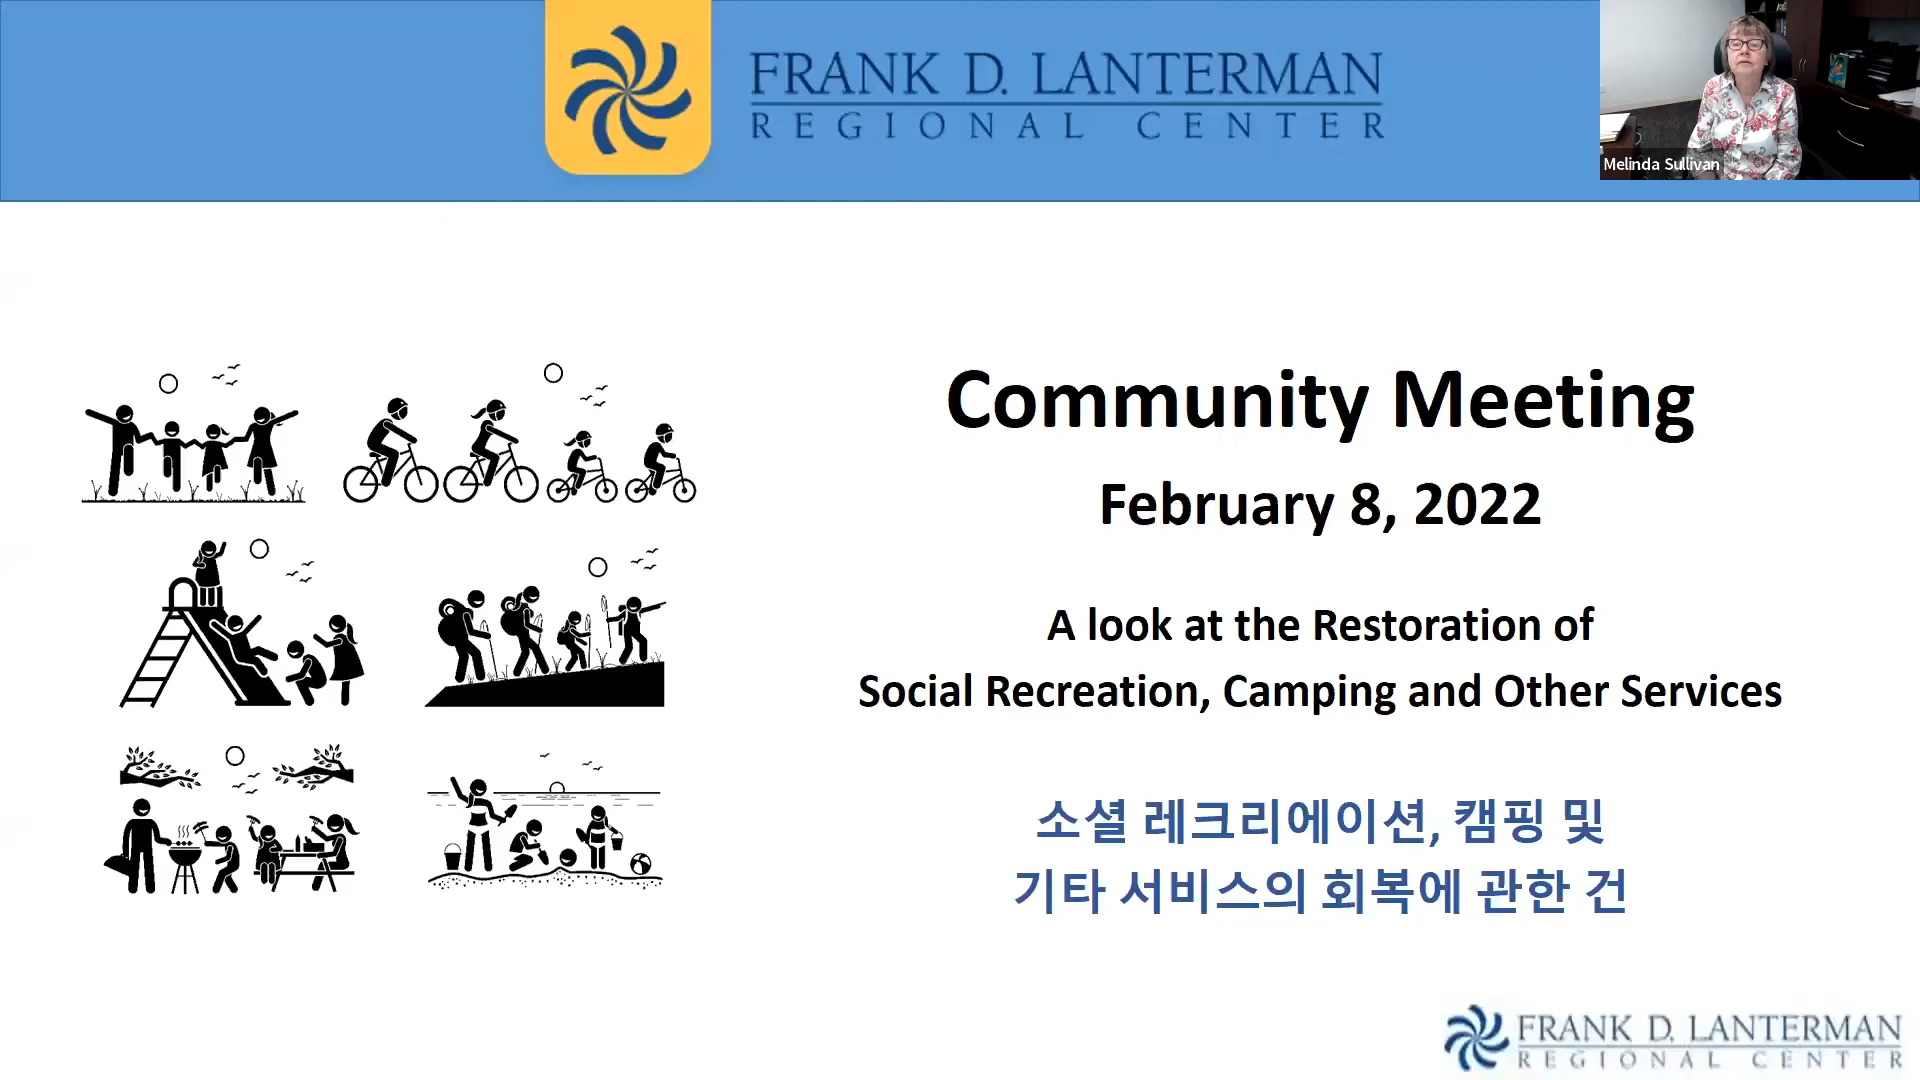 FRANK D. LANTERMAN
REGIONAL CENTER
Melinda Sullivan
Community Meeting
February 8, 2022
A look at the Restoration of
Social Recreation, Camping and Other Services
소셜 레크리에이션, 캠핑 및
기타 서비스의 회복에 관한 건
FRANK D. LANTERMAN
REGIONAL CENTER